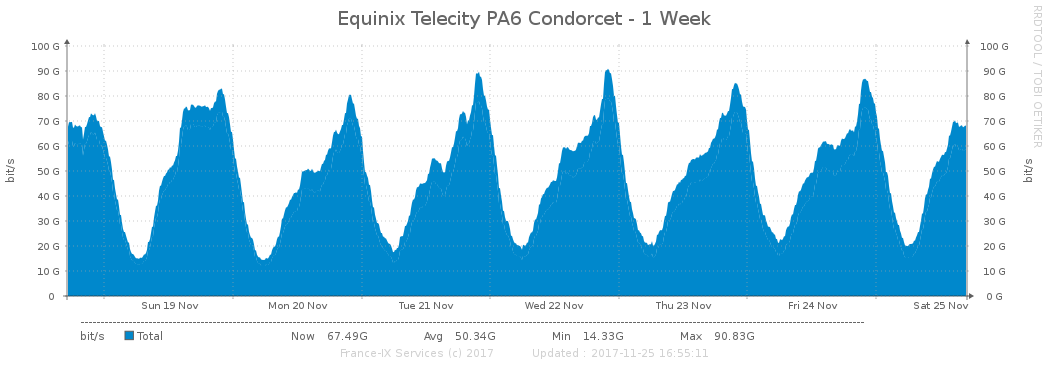 Equinix Telecity PA6 Condorcet - 1 Week
RRDTOOL / TOBI OETIKER
bit/s
bit/s
100 G 100 G
90 G 90 G
80 G 80 G
70 G 70 G
60 G 60 G
50 G 50 G
40 G 40 G
30 G 30 G
20 G 20 G
10 G 10 G
0 0 G
Sun 19 Nov Mon 20 Nov Tue 21 Nov Wed 22 Nov Thu 23 Nov Fri 24 Nov Sat 25 Nov
bit/s Total Now 67.49G Avg 50.34G Min 14.33G Max 90.83G
France-IX Services (c) 2017 Updated : 2017-11-25 16:55:11